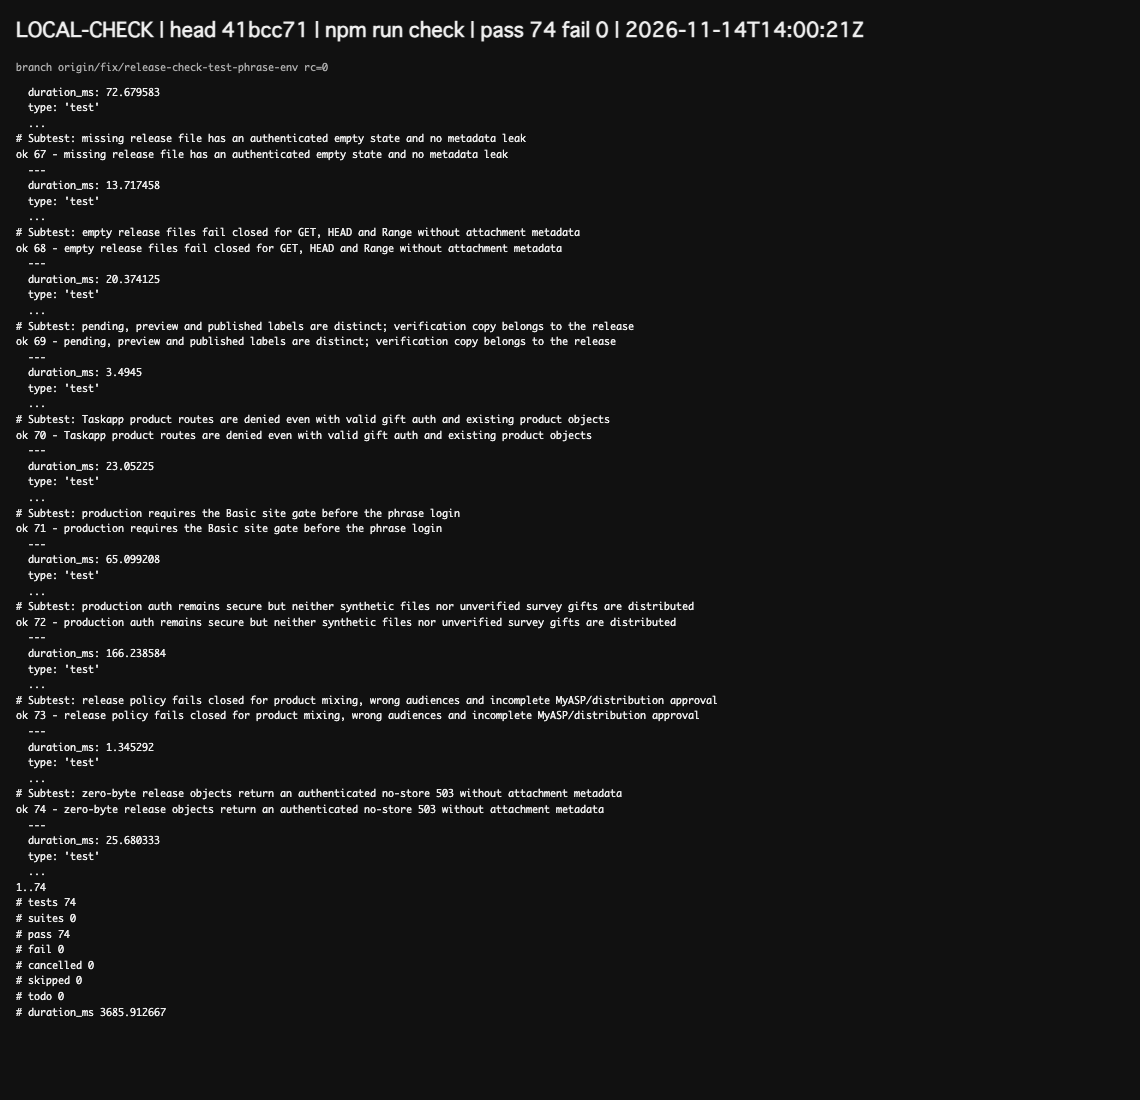 LOCAL-CHECK | head 41bcc71 | npm run check | pass 74 fail 0 | 2026-11-14T14:00:21Z
branch origin/fix/release-check-test-phrase-env rc=0
  duration_ms: 72.679583
  type: 'test'
  ...
# Subtest: missing release file has an authenticated empty state and no metadata leak
ok 67 - missing release file has an authenticated empty state and no metadata leak
  ---
  duration_ms: 13.717458
  type: 'test'
  ...
# Subtest: empty release files fail closed for GET, HEAD and Range without attachment metadata
ok 68 - empty release files fail closed for GET, HEAD and Range without attachment metadata
  ---
  duration_ms: 20.374125
  type: 'test'
  ...
# Subtest: pending, preview and published labels are distinct; verification copy belongs to the release
ok 69 - pending, preview and published labels are distinct; verification copy belongs to the release
  ---
  duration_ms: 3.4945
  type: 'test'
  ...
# Subtest: Taskapp product routes are denied even with valid gift auth and existing product objects
ok 70 - Taskapp product routes are denied even with valid gift auth and existing product objects
  ---
  duration_ms: 23.05225
  type: 'test'
  ...
# Subtest: production requires the Basic site gate before the phrase login
ok 71 - production requires the Basic site gate before the phrase login
  ---
  duration_ms: 65.099208
  type: 'test'
  ...
# Subtest: production auth remains secure but neither synthetic files nor unverified survey gifts are distributed
ok 72 - production auth remains secure but neither synthetic files nor unverified survey gifts are distributed
  ---
  duration_ms: 166.238584
  type: 'test'
  ...
# Subtest: release policy fails closed for product mixing, wrong audiences and incomplete MyASP/distribution approval
ok 73 - release policy fails closed for product mixing, wrong audiences and incomplete MyASP/distribution approval
  ---
  duration_ms: 1.345292
  type: 'test'
  ...
# Subtest: zero-byte release objects return an authenticated no-store 503 without attachment metadata
ok 74 - zero-byte release objects return an authenticated no-store 503 without attachment metadata
  ---
  duration_ms: 25.680333
  type: 'test'
  ...
1..74
# tests 74
# suites 0
# pass 74
# fail 0
# cancelled 0
# skipped 0
# todo 0
# duration_ms 3685.912667